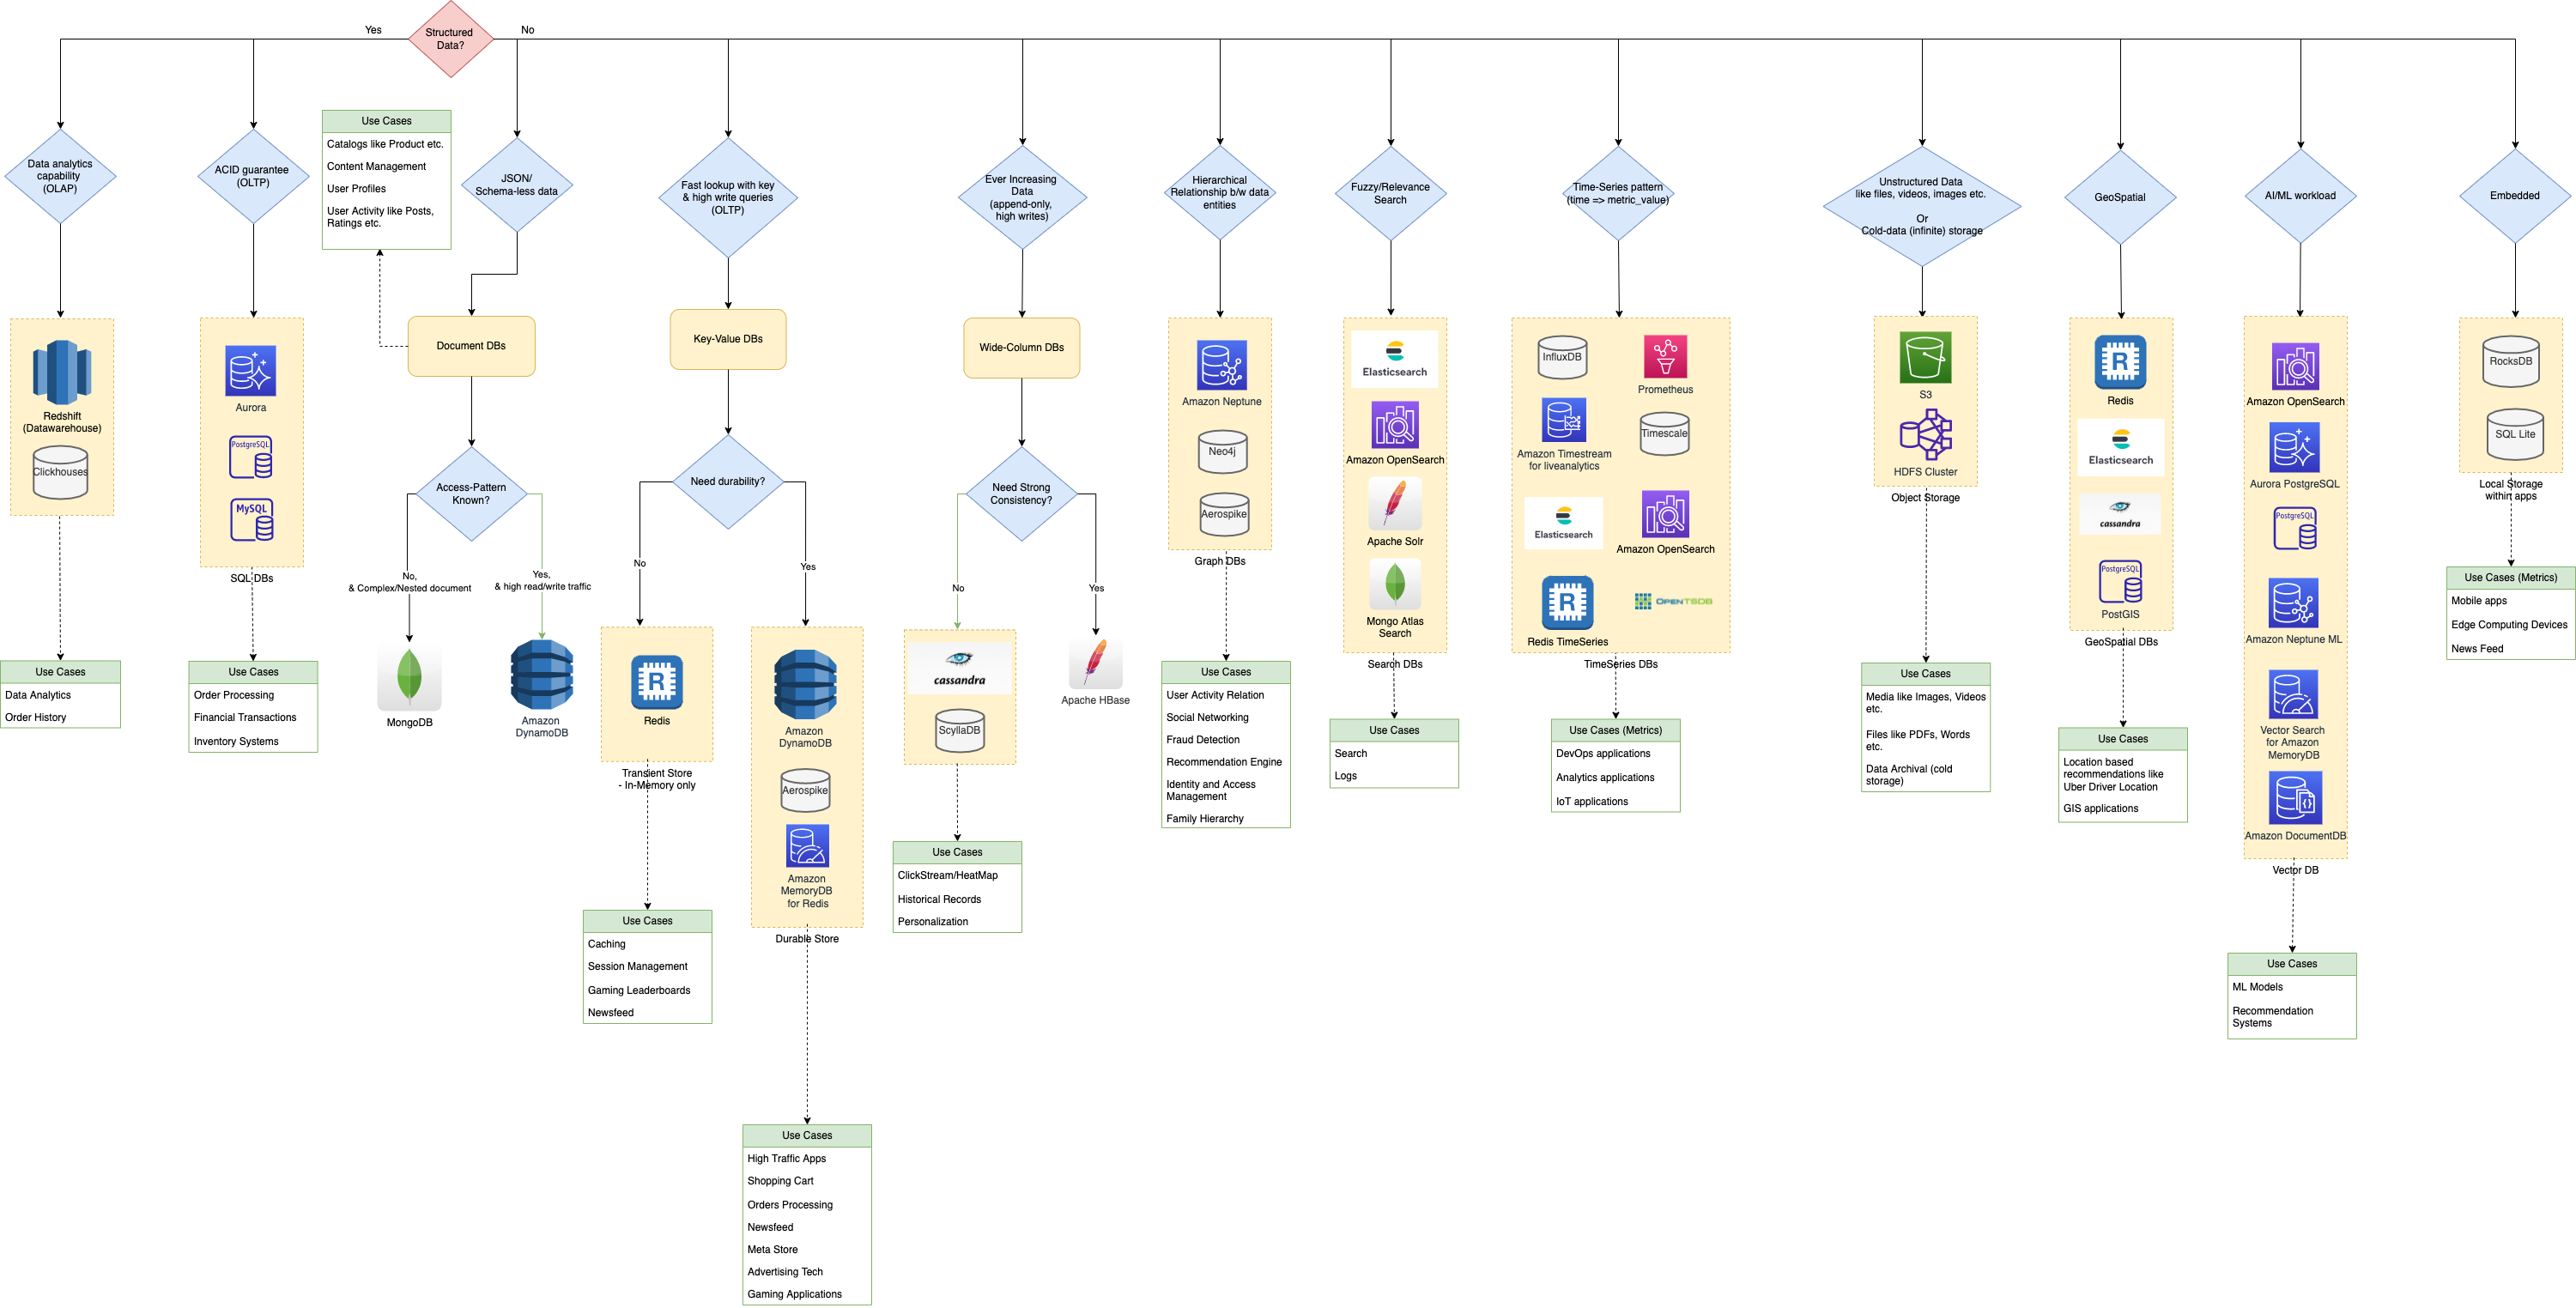 Structured
Data?
Yes
No
Data analytics
capability
(OLAP)
Redshift
(Datawarehouse)
Clickhouses
Use Cases
Data Analytics
Order History
ACID guarantee
(OLTP)
Aurora
PostgreSQL
MySQL
SQL DBs
Use Cases
Order Processing
Financial Transactions
Inventory Systems
Use Cases
Catalogs like Product etc.
Content Management
User Profiles
User Activity like Posts,
Ratings etc.
JSON/
Schema-less data
Document DBs
Access-Pattern
Known?
No,
& Complex/Nested document
Yes,
& high read/write traffic
MongoDB
Amazon
DynamoDB
Fast lookup with key
& high write queries
(OLTP)
Key-Value DBs
Need durability?
No
Yes
R
Redis
Transient Store
- In-Memory only
Use Cases
Caching
Session Management
Gaming Leaderboards
Newsfeed
Amazon
DynamoDB
Aerospike
Amazon
MemoryDB
for Redis
Durable Store
Use Cases
High Traffic Apps
Shopping Cart
Orders Processing
Newsfeed
Meta Store
Advertising Tech
Gaming Applications
Ever Increasing
Data
(append-only,
high writes)
Wide-Column DBs
Need Strong
Consistency?
No
Yes
cassandra
ScyllaDB
Apache HBase
Use Cases
ClickStream/HeatMap
Historical Records
Personalization
Hierarchical
Relationship b/w data
entities
Amazon Neptune
Neo4j
Aerospike
Graph DBs
Use Cases
User Activity Relation
Social Networking
Fraud Detection
Recommendation Engine
Identity and Access
Management
Family Hierarchy
Fuzzy/Relevance
Search
Elasticsearch
Amazon OpenSearch
Apache Solr
Mongo Atlas
Search
Search DBs
Use Cases
Search
Logs
Time-Series pattern
(time => metric_value)
InfluxDB
Prometheus
Amazon Timestream
for liveanalytics
Timescale
Elasticsearch
Amazon OpenSearch
R
Redis TimeSeries
OPENTSDB
TimeSeries DBs
Use Cases (Metrics)
DevOps applications
Analytics applications
IoT applications
Unstructured Data
like files, videos, images etc.
Or
Cold-data (infinite) storage
S3
HDFS Cluster
Object Storage
Use Cases
Media like Images, Videos
etc.
Files like PDFs, Words
etc.
Data Archival (cold
storage)
GeoSpatial
R
Redis
Elasticsearch
cassandra
PostgreSQL
PostGIS
GeoSpatial DBs
Use Cases
Location based
recommendations like
Uber Driver Location
GIS applications
AI/ML workload
Amazon OpenSearch
Aurora PostgreSQL
PostgreSQL
Amazon Neptune ML
Vector Search
for Amazon
MemoryDB
Amazon DocumentDB
Vector DB
Use Cases
ML Models
Recommendation
Systems
Embedded
RocksDB
SQL Lite
Local Storage
within apps
Use Cases (Metrics)
Mobile apps
Edge Computing Devices
News Feed